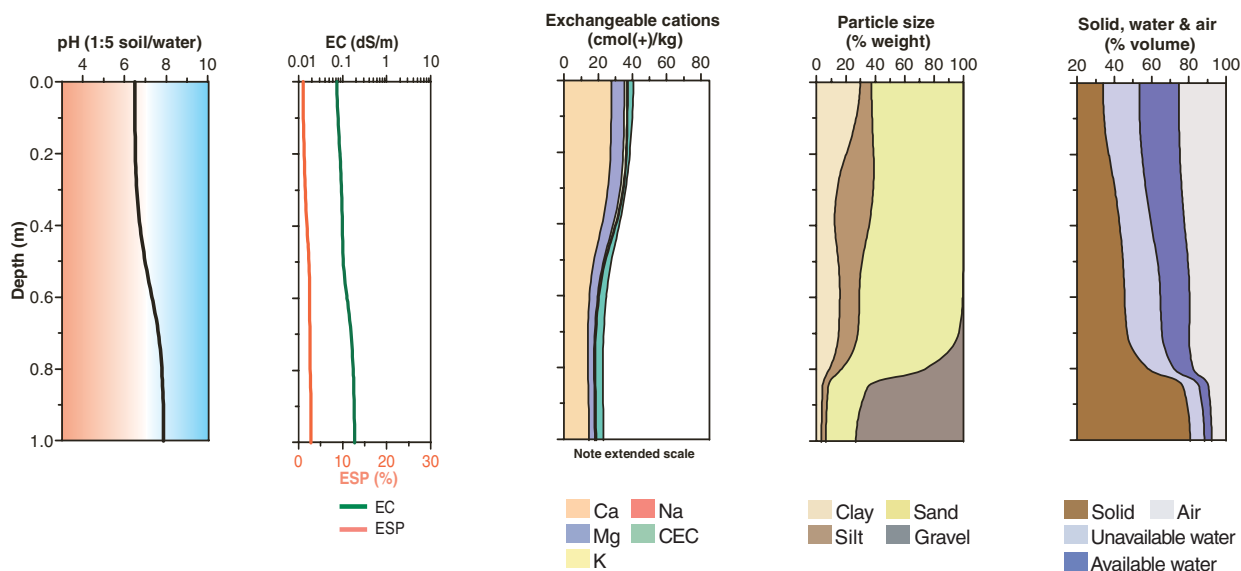 pH (1:5 soil/water)
4 6 8 10
0.0
0.2
0.4
0.6
0.8
1.0
Depth (m)
EC (dS/m)
0.01 0.1 1 10
0 10 20 30
ESP (%)
EC
ESP
Exchangeable cations
(cmol(+)/kg)
0 20 40 60 80
Note extended scale
Ca Na
Mg CEC
K
Particle size
(% weight)
0 20 40 60 80 100
Clay Sand
Silt Gravel
Solid, water & air
(% volume)
20 40 60 80 100
Solid Air
Unavailable water
Available water